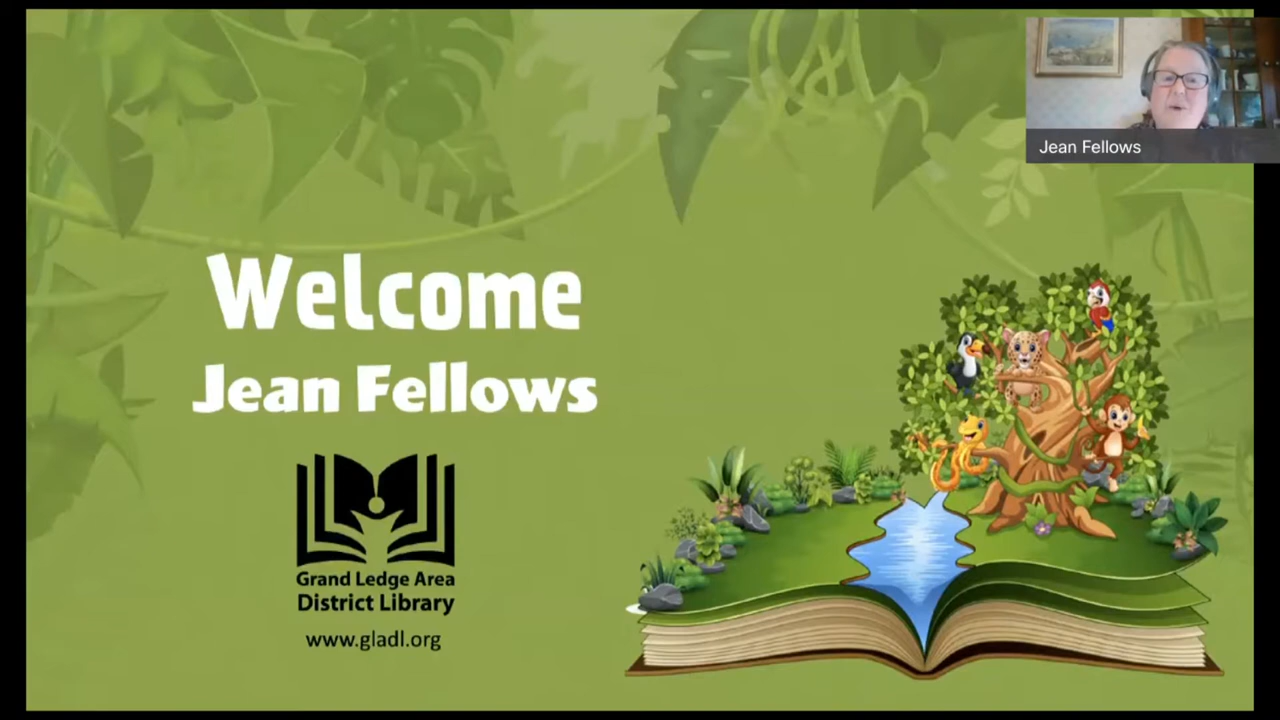 Welcome
Jean Fellows
Grand Ledge Area
District Library
www.gladl.org
Jean Fellows